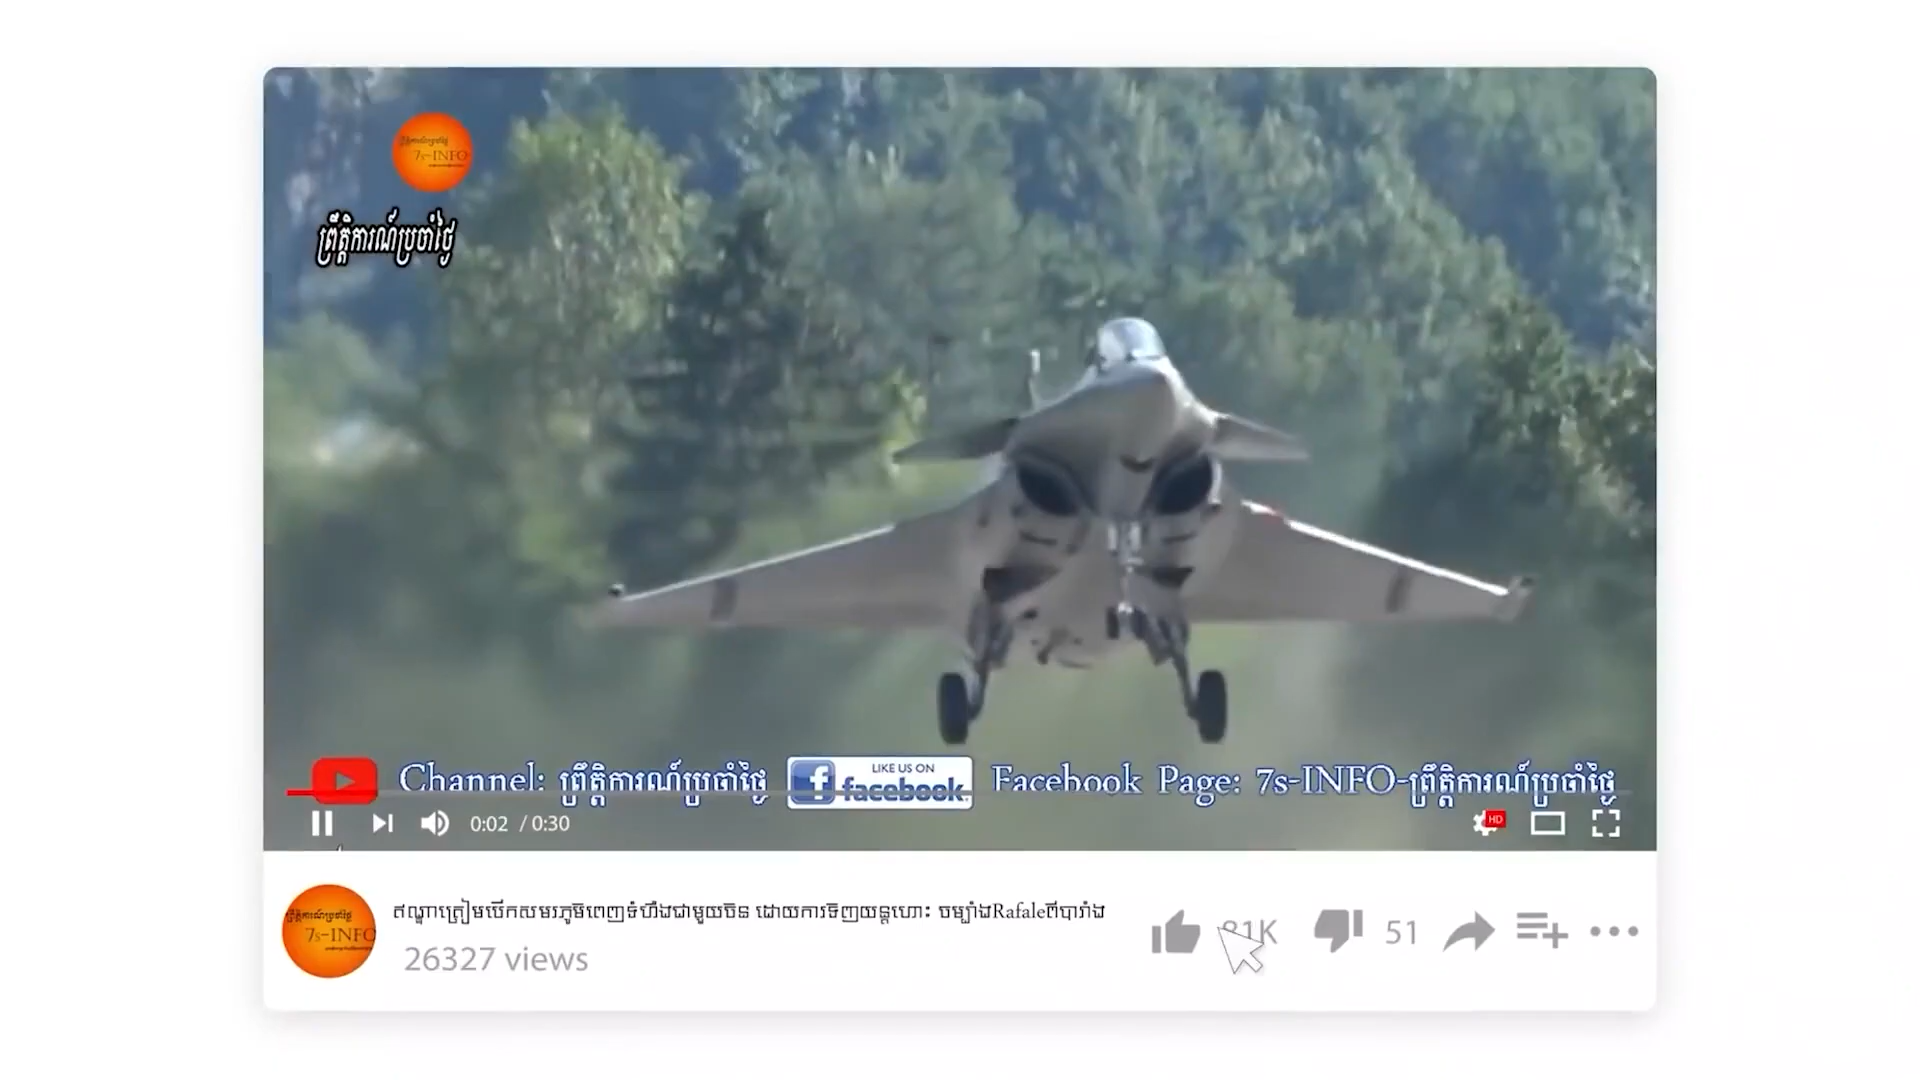 7s-INFO
ព្រឹត្តិការណ៍ប្រចាំថ្ងៃ
Channel: ព្រឹត្តិការណ៍ប្រចាំថ្ងៃ LIKE US ON facebook. Facebook Page: 7s-INFO-ព្រឹត្តិការណ៍ប្រចាំថ្ងៃ
0:02 / 0:30 HD
ព្រឹត្តិការណ៍ប្រចាំថ្ងៃ
7s-INFO
ឥណ្ឌាត្រៀមបើកសមរភូមិពេញទំហឹងជាមួយចិន ដោយការទិញយន្តហោះ ចម្បាំងRafaleពីបារាំង
26327 views
51